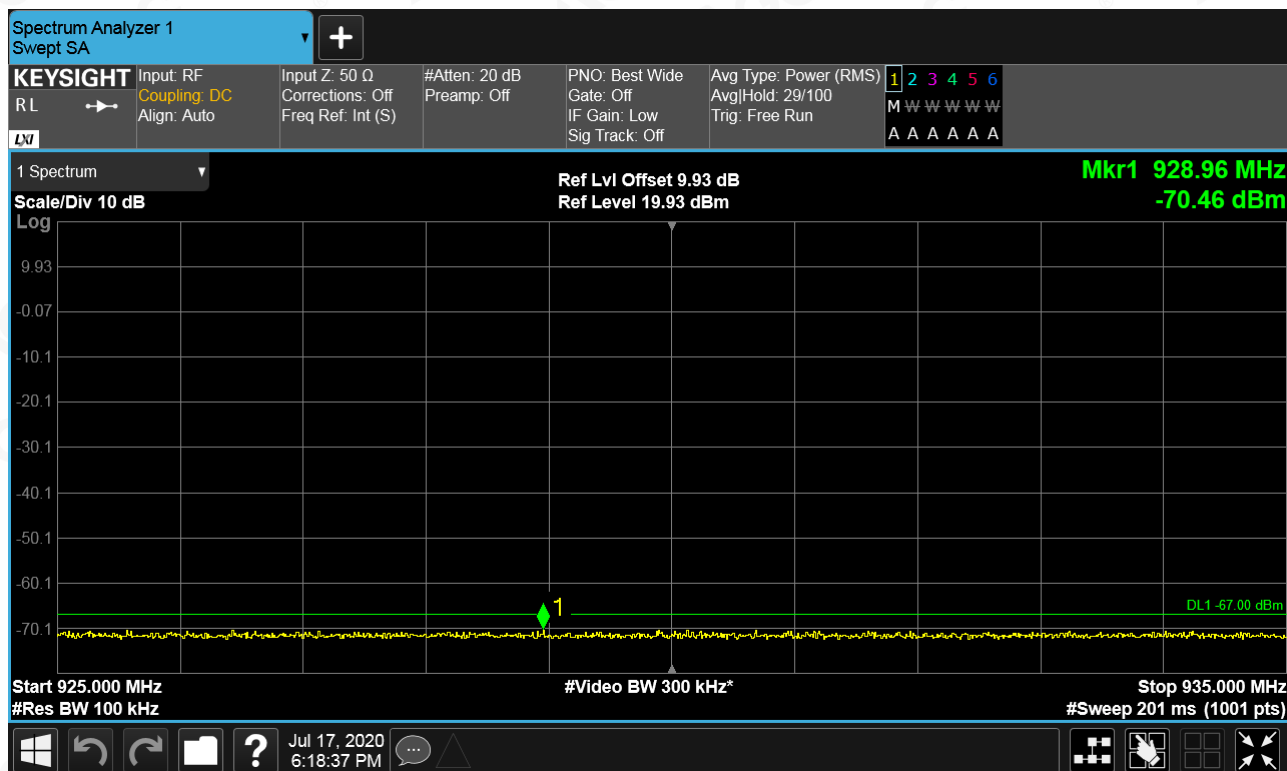 Spectrum Analyzer 1
Swept SA
+
KEYSIGHT
R L
LXI
Input: RF
Coupling: DC
Align: Auto
Input Z: 50 Ω
Corrections: Off
Freq Ref: Int (S)
#Atten: 20 dB
Preamp: Off
PNO: Best Wide
Gate: Off
IF Gain: Low
Sig Track: Off
Avg Type: Power (RMS)
Avg|Hold: 29/100
Trig: Free Run
1 2 3 4 5 6
M W W W W W
A A A A A A
1 Spectrum
Scale/Div 10 dB
Log
Ref Lvl Offset 9.93 dB
Ref Level 19.93 dBm
Mkr1 928.96 MHz
-70.46 dBm
9.93
-0.07
-10.1
-20.1
-30.1
-40.1
-50.1
-60.1
-70.1
1
DL1 -67.00 dBm
Start 925.000 MHz
#Res BW 100 kHz
#Video BW 300 kHz*
Stop 935.000 MHz
#Sweep 201 ms (1001 pts)
?
Jul 17, 2020
6:18:37 PM